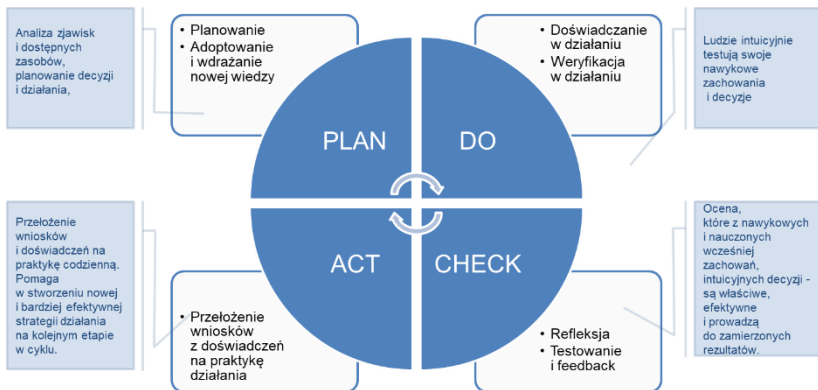 Analiza zjawisk
i dostępnych
zasobów,
planowanie decyzji
i działania,
• Planowanie
• Adoptowanie
i wdrażanie
nowej wiedzy
• Doświadczanie
w działaniu
• Weryfikacja
w działaniu
Ludzie intuicyjnie
testują swoje
nawykowe
zachowania
i decyzje
PLAN
DO
ACT
CHECK
Przełożenie
wniosków
i doświadczeń na
praktykę codzienną.
Pomaga
w stworzeniu nowej
i bardziej efektywnej
strategii działania
na kolejnym etapie
w cyklu.
• Przełożenie
wniosków
z doświadczeń
na praktykę
działania
• Refleksja
• Testowanie
i feedback
Ocena,
które z nawykowych
i nauczonych
wcześniej
zachowań,
intuicyjnych decyzji -
są właściwe,
efektywne
i prowadzą
do zamierzonych
rezultatów.